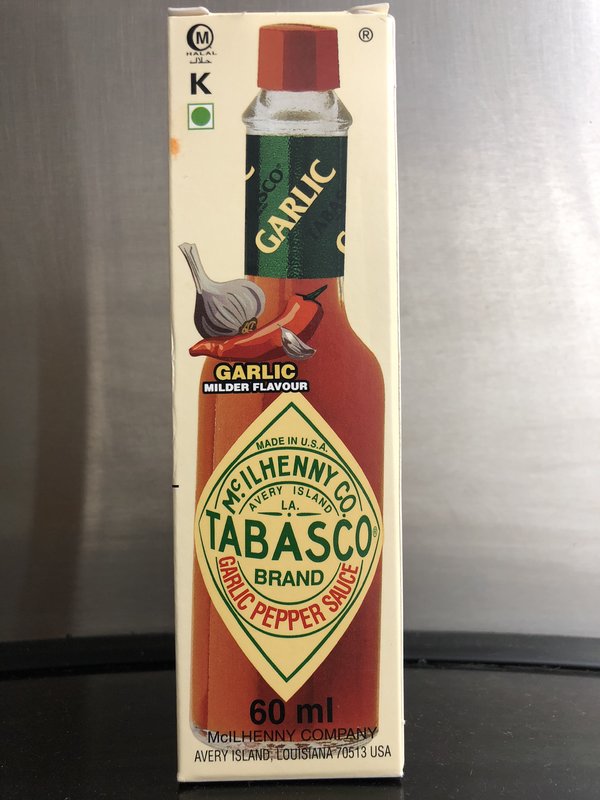 M
HALAL
حلال
K
®
TABASCO®
GARLIC
GARLIC
MILDER FLAVOUR
MADE IN U.S.A.
McILHENNY CO.
AVERY ISLAND
LA.
TABASCO®
BRAND
GARLIC PEPPER SAUCE
60 ml
McILHENNY COMPANY
AVERY ISLAND, LOUISIANA 70513 USA